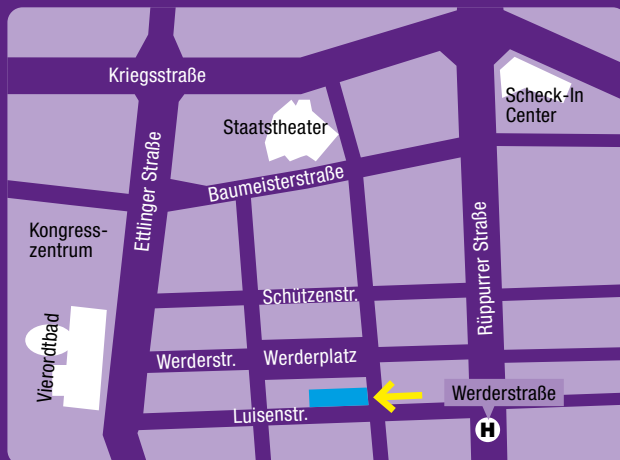 Kriegsstraße
Staatstheater
Scheck-In
Center
Ettlinger Straße
Baumeisterstraße
Kongress-
zentrum
Rüppurrer Straße
Schützenstr.
Vierordtbad
Werderstr.
Werderplatz
Werderstraße
Luisenstr.
H